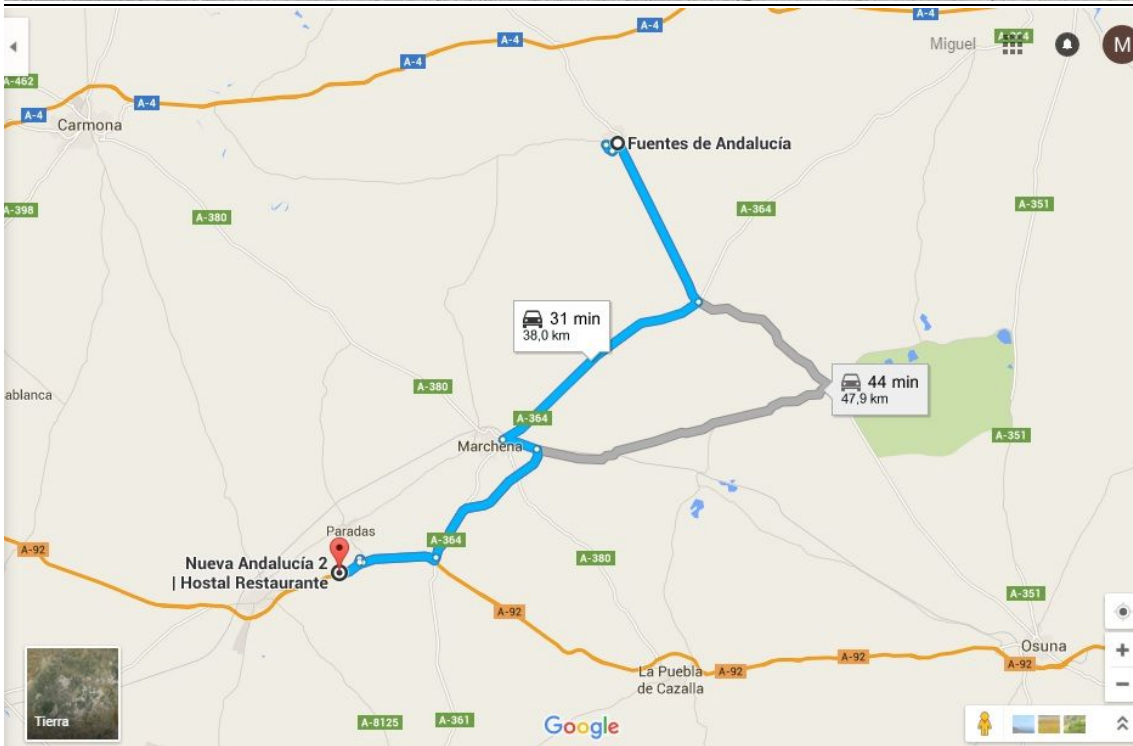 A-4
A-4
Miguel
A-364
M
A-462
A-4
A-4
A-4
Carmona
Fuentes de Andalucía
A-398
A-380
A-364
A-351
31 min
38,0 km
44 min
47,9 km
A-380
ablanca
A-364
Marchena
A-351
Paradas
A-364
A-92
Nueva Andalucía 2
| Hostal Restaurante
A-380
A-351
A-92
Osuna
A-92
A-92
La Puebla
de Cazalla
A-92
Tierra
A-8125
A-361
Google